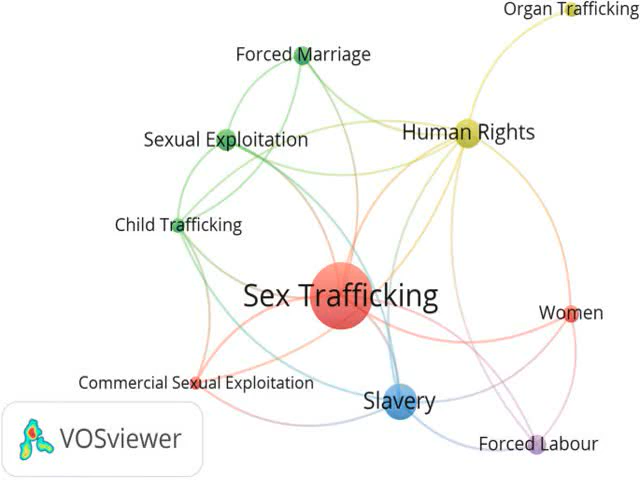 Organ Trafficking
Forced Marriage
Human Rights
Sexual Exploitation
Child Trafficking
Sex Trafficking
Women
Commercial Sexual Exploitation
Slavery
VOSviewer
Forced Labour